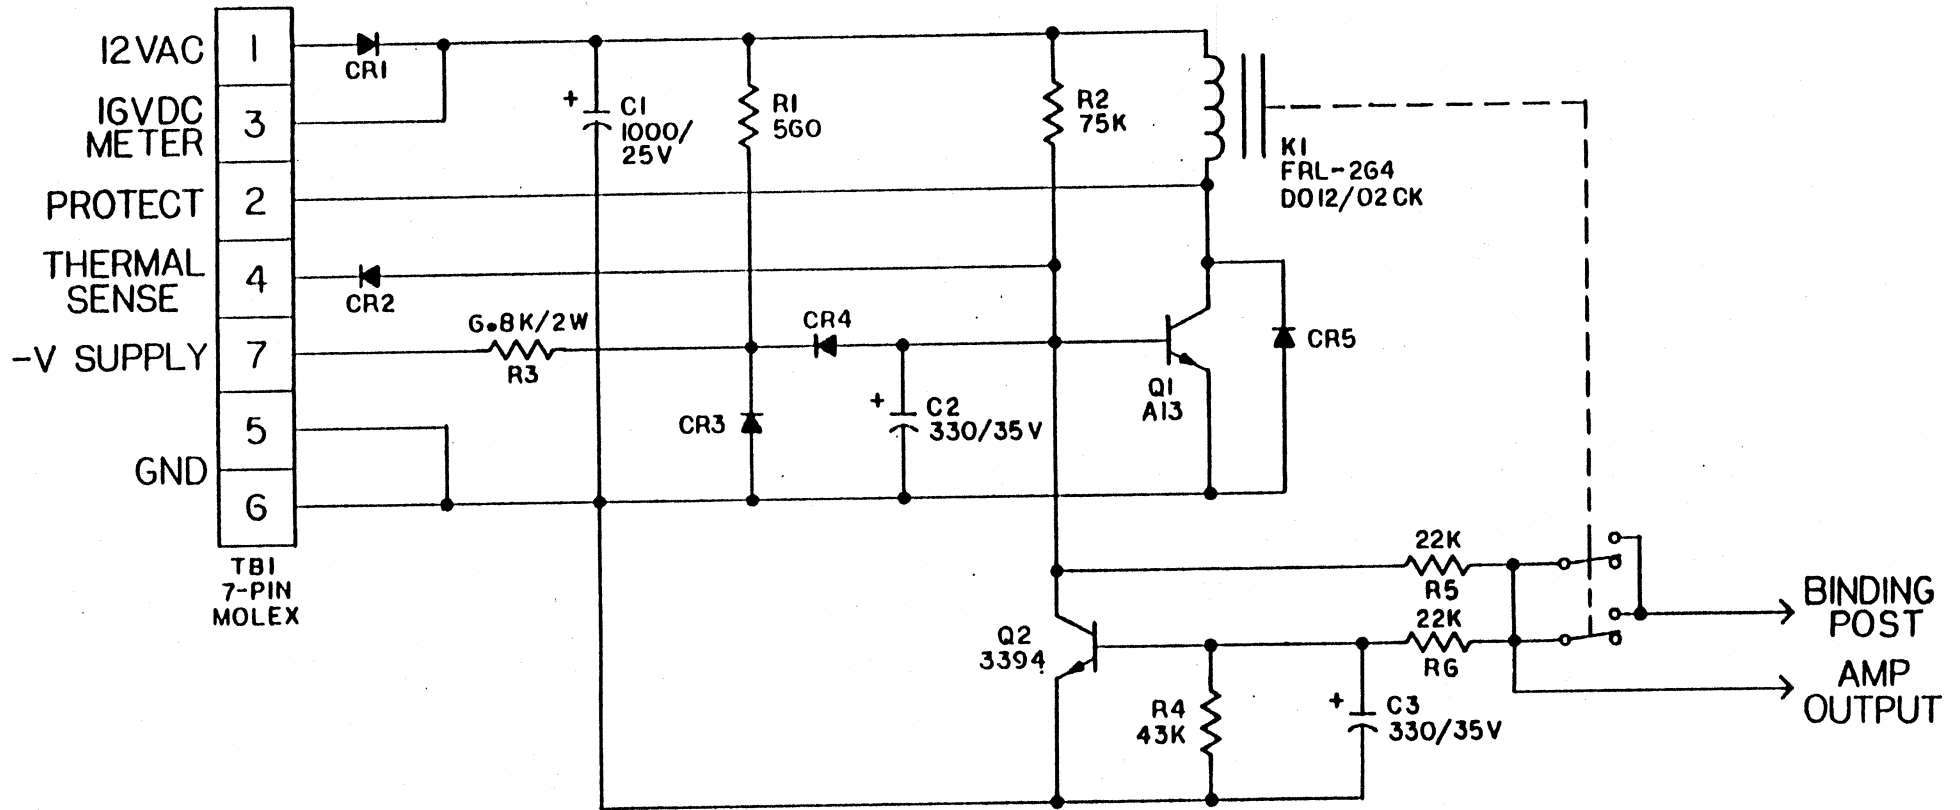 12VAC
1
CR1
16VDC
METER
3
PROTECT
2
THERMAL
SENSE
4
CR2
-V SUPPLY
7
6.8K/2W
R3
5
GND
6
TB1
7-PIN
MOLEX
+
C1
1000/
25V
R1
560
R2
75K
K1
FRL-264
D012/02CK
CR4
CR3
+
C2
330/35V
Q1
A13
CR5
22K
R5
22K
R6
Q2
3394
R4
43K
+
C3
330/35V
BINDING
POST
AMP
OUTPUT